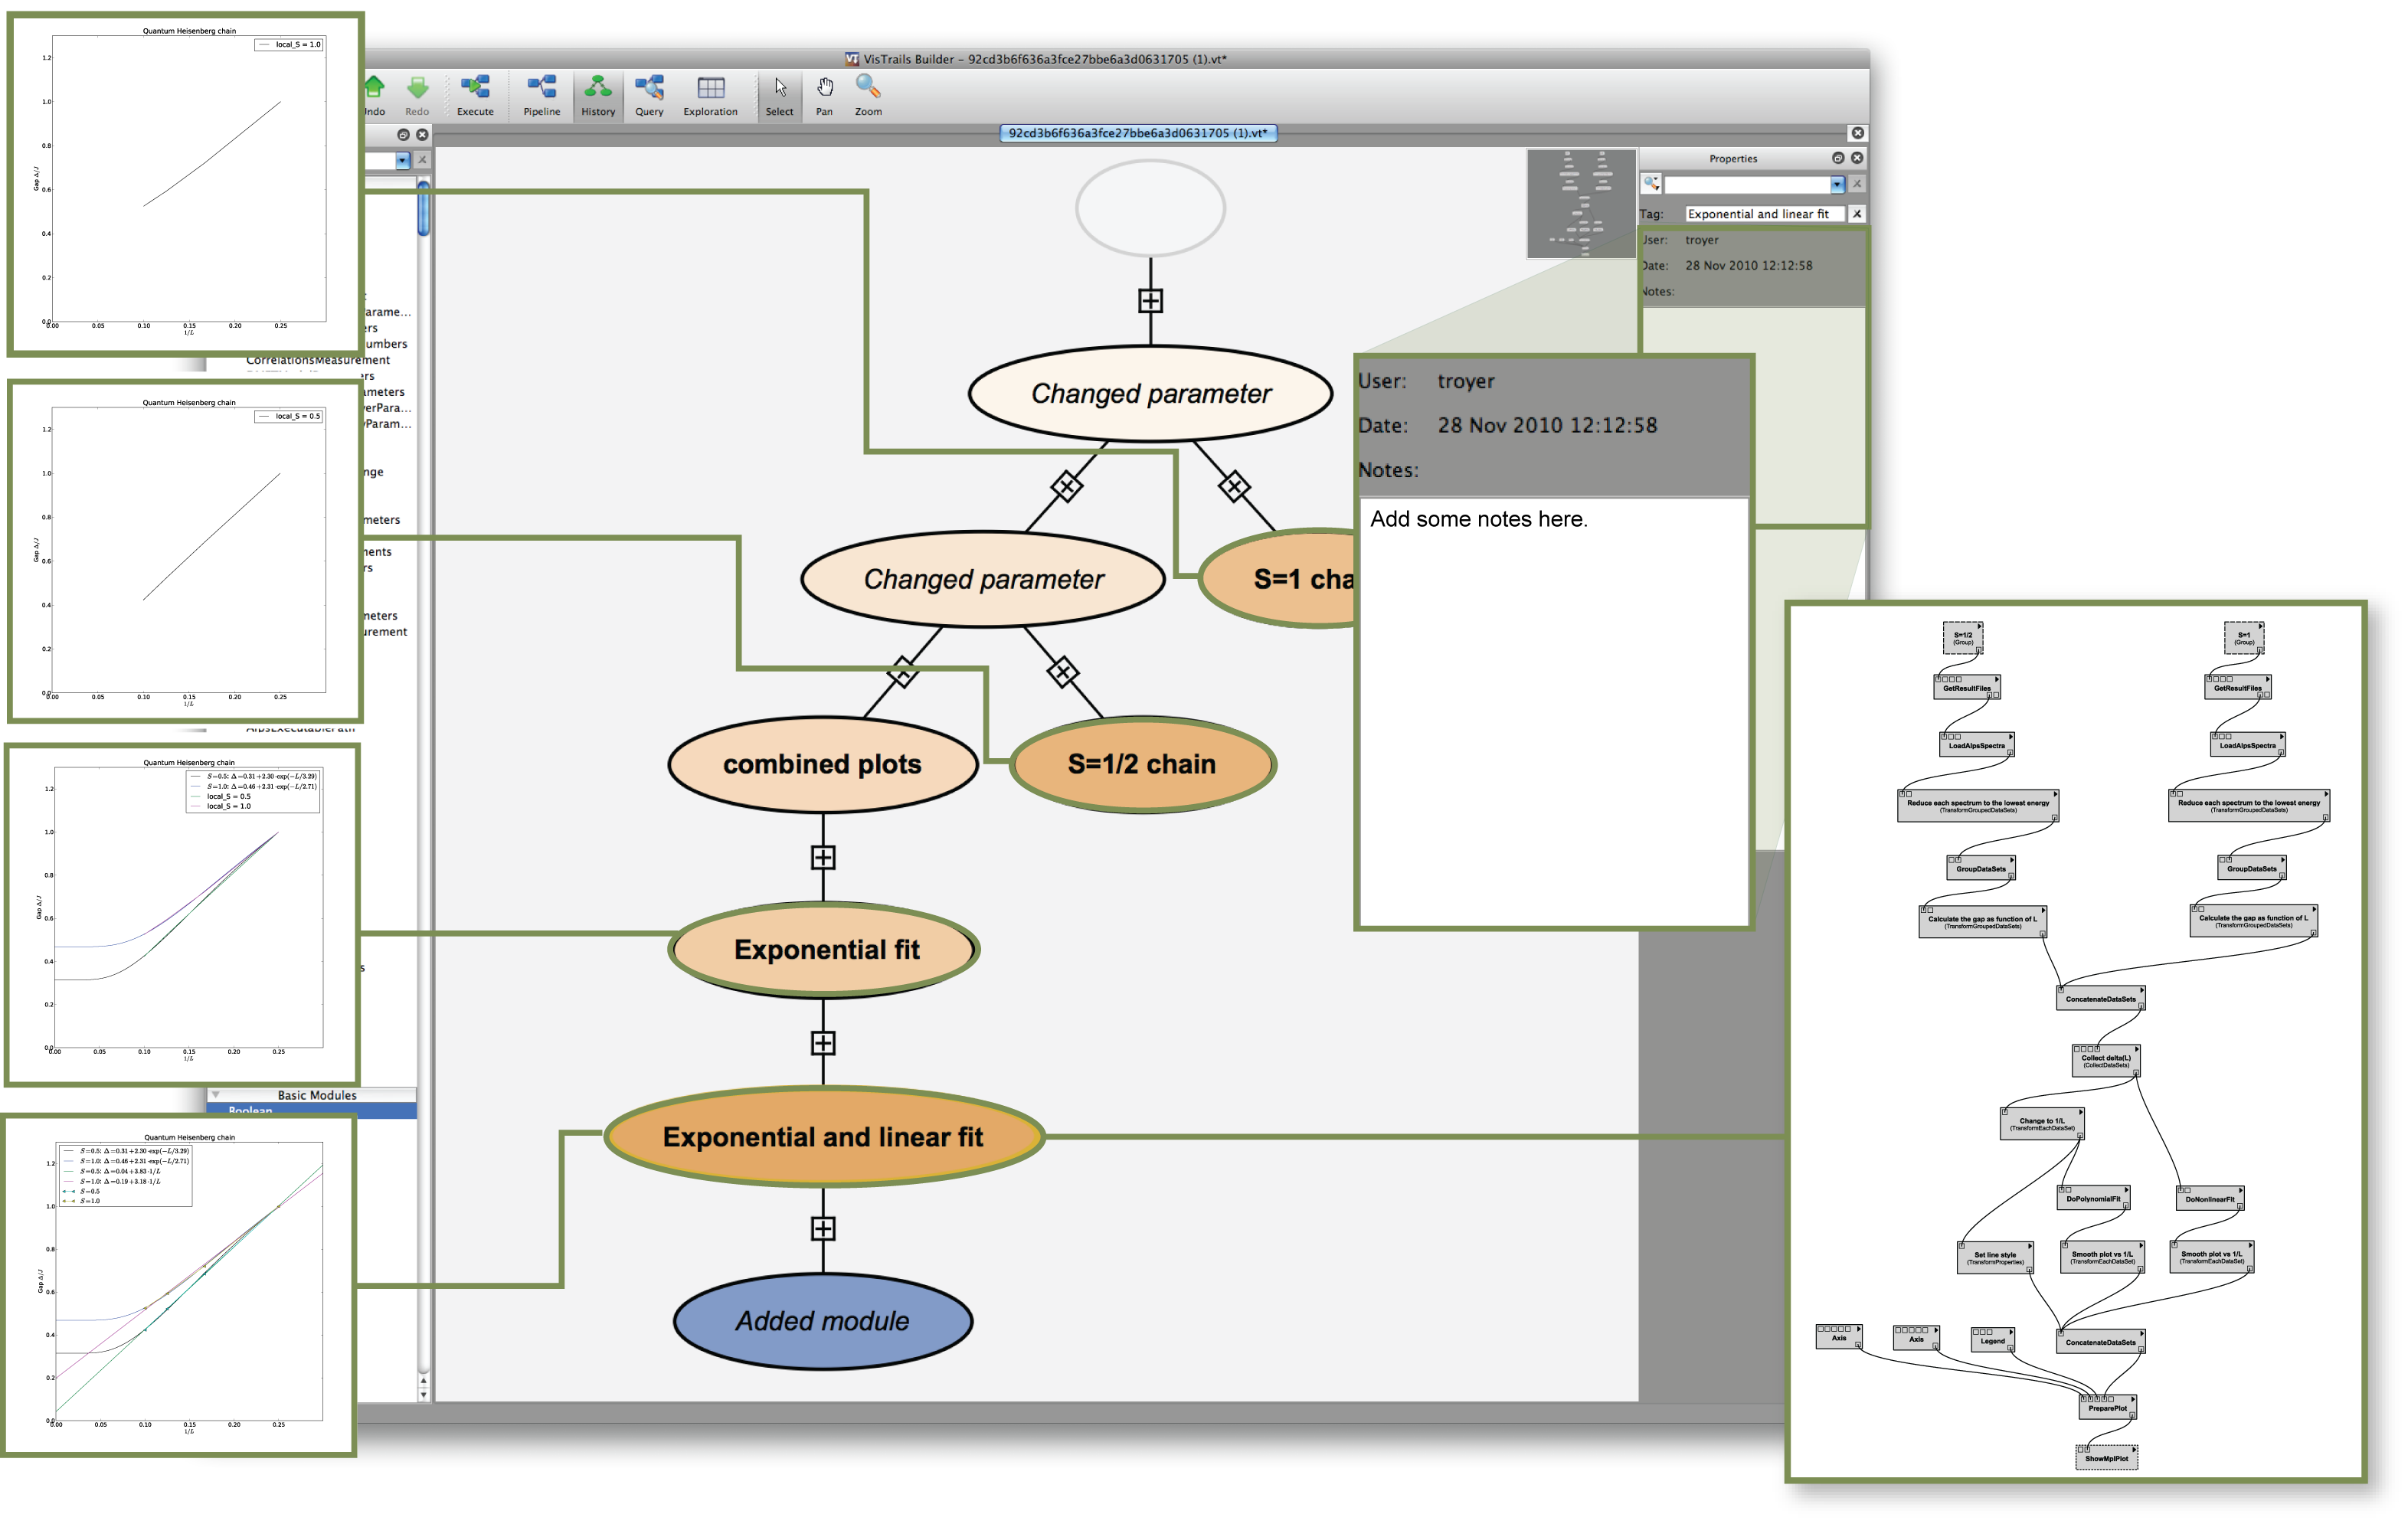 VisTrails Builder - 92cd3b6f636a3fce27bbe6a3d0631705 (1).vt*
Undo
Redo
Execute
Pipeline
History
Query
Exploration
Select
Pan
Zoom
92cd3b6f636a3fce27bbe6a3d0631705 (1).vt*
Quantum Heisenberg chain
local_S = 1.0
1.2
1.0
0.8
0.6
0.4
0.2
0.0
Gap Δ/J
0.00 0.05 0.10 0.15 0.20 0.25
1/L
CorrelationsMeasurement
Quantum Heisenberg chain
local_S = 0.5
1.2
1.0
0.8
0.6
0.4
0.2
0.0
Gap Δ/J
0.00 0.05 0.10 0.15 0.20 0.25
1/L
Quantum Heisenberg chain
S=0.5: Δ=0.31+2.30·exp(−L/3.29)
S=1.0: Δ=0.46+2.31·exp(−L/2.71)
local_S = 0.5
local_S = 1.0
1.2
1.0
0.8
0.6
0.4
0.2
0.0
Gap Δ/J
0.00 0.05 0.10 0.15 0.20 0.25
1/L
Basic Modules
Boolean
Quantum Heisenberg chain
S=0.5: Δ=0.31+2.30·exp(−L/3.29)
S=1.0: Δ=0.46+2.31·exp(−L/2.71)
S=0.5: Δ=0.04+3.83·1/L
S=1.0: Δ=0.19+3.18·1/L
S=0.5
S=1.0
1.2
1.0
0.8
0.6
0.4
0.2
0.0
Gap Δ/J
0.00 0.05 0.10 0.15 0.20 0.25
1/L
arame...
ers
umbers
ers
ameters
erPara...
Param...
nge
meters
nents
rs
meters
urement
s
Changed parameter
Changed parameter
S=1 cha
combined plots
S=1/2 chain
Exponential fit
Exponential and linear fit
Added module
Properties
Tag: Exponential and linear fit
User: troyer
Date: 28 Nov 2010 12:12:58
Notes:
User: troyer
Date: 28 Nov 2010 12:12:58
Notes:
Add some notes here.
S=1/2
(Group)
S=1
(Group)
GetResultFiles
GetResultFiles
LoadAlpsSpectra
LoadAlpsSpectra
Reduce each spectrum to the lowest energy
(TransformGroupedDataSets)
Reduce each spectrum to the lowest energy
(TransformGroupedDataSets)
GroupDataSets
GroupDataSets
Calculate the gap as function of L
(TransformGroupedDataSets)
Calculate the gap as function of L
(TransformGroupedDataSets)
ConcatenateDataSets
Collect delta(L)
(CollectDataSets)
Change to 1/L
(TransformEachDataSet)
DoPolynomialFit
DoNonlinearFit
Set line style
(TransformProperties)
Smooth plot vs 1/L
(TransformEachDataSet)
Smooth plot vs 1/L
(TransformEachDataSet)
Axis
Axis
Legend
ConcatenateDataSets
PreparePlot
ShowMplPlot